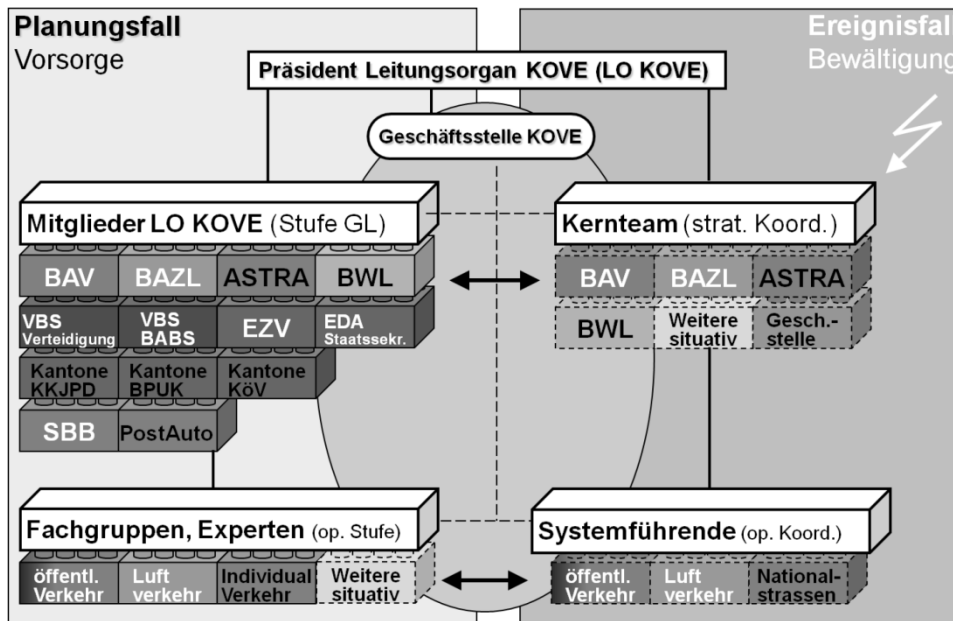 Planungsfall
Vorsorge
Ereignisfall
Bewältigung
Präsident Leitungsorgan KOVE (LO KOVE)
Geschäftsstelle KOVE
Mitglieder LO KOVE (Stufe GL)
BAV BAZL ASTRA BWL
VBS
Verteidigung
VBS
BABS
EZV
EDA
Staatssekr.
Kantone
KKJPD
Kantone
BPUK
Kantone
KöV
SBB PostAuto
Kernteam (strat. Koord.)
BAV BAZL ASTRA
BWL
Weitere
situativ
Gesch.-
stelle
Fachgruppen, Experten (op. Stufe)
öffentl.
Verkehr
Luft
verkehr
Individual
Verkehr
Weitere
situativ
Systemführende (op. Koord.)
öffentl.
Verkehr
Luft
verkehr
National-
strassen